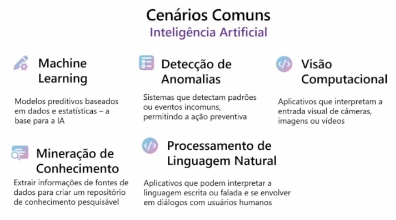 Cenários Comuns
Inteligência Artificial
Machine
Learning
Modelos preditivos baseados
em dados e estatísticas – a
base para a IA
Detecção de
Anomalias
Sistemas que detectam padrões
ou eventos incomuns,
permitindo a ação preventiva
Visão
Computacional
Aplicativos que interpretam a
entrada visual de câmeras,
imagens ou vídeos
Mineração de
Conhecimento
Extrair informações de fontes de
dados para criar um repositório
de conhecimento pesquisável
Processamento de
Linguagem Natural
Aplicativos que podem interpretar a
linguagem escrita ou falada e se envolver
em diálogos com usuários humanos